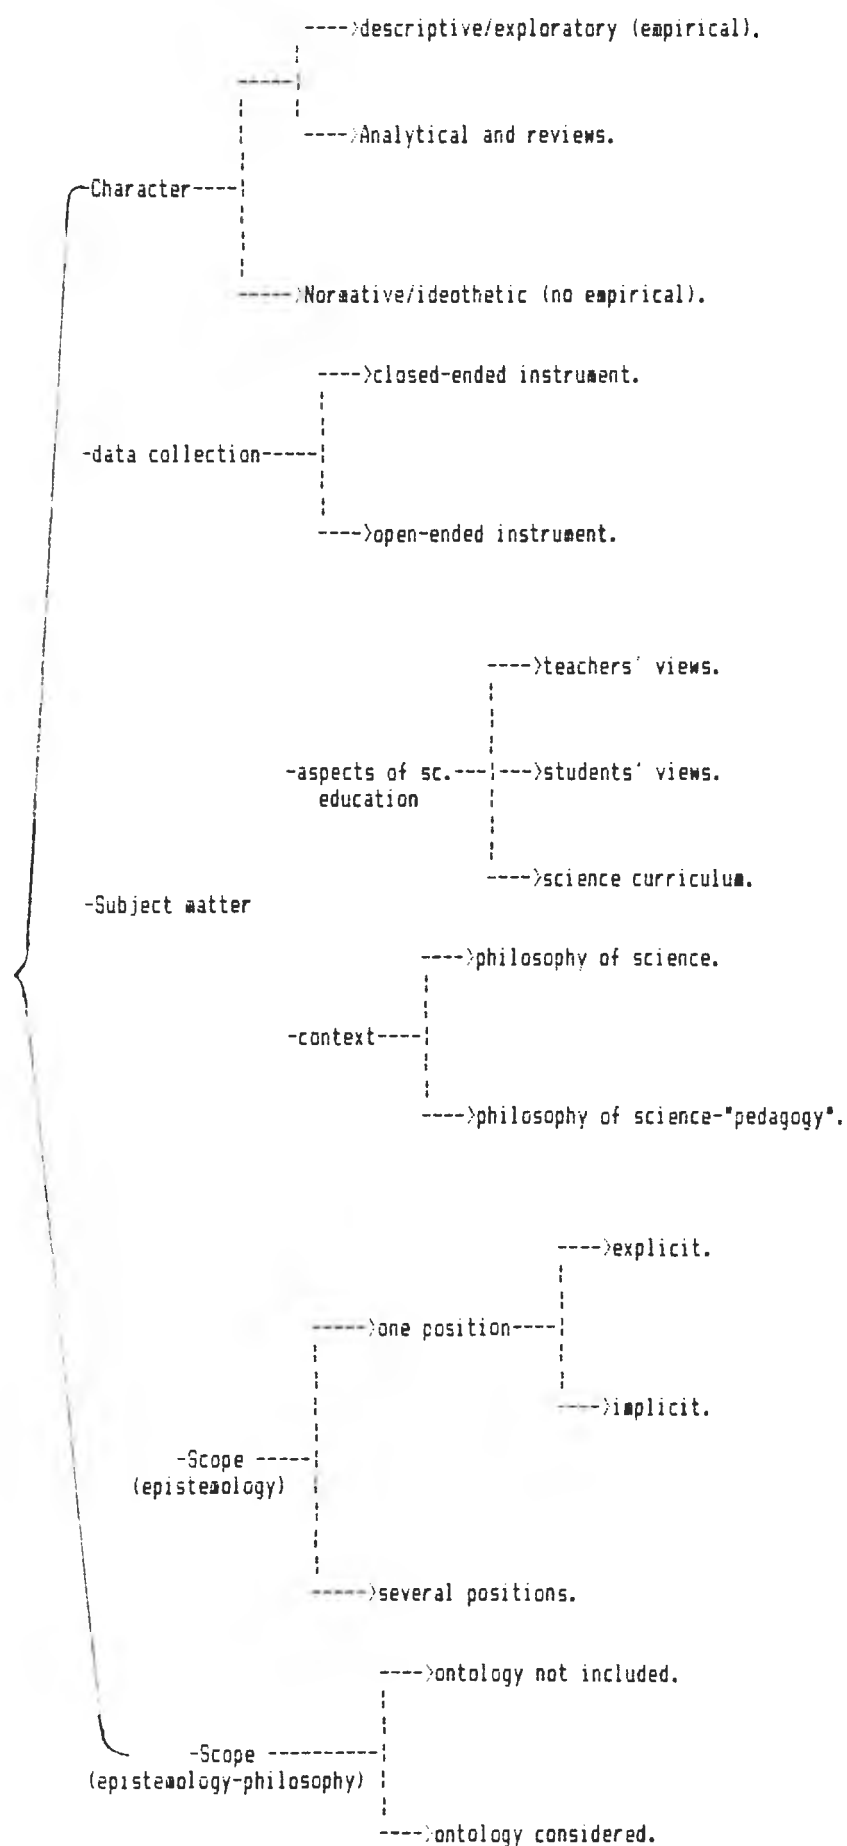 ---->descriptive/exploratory (empirical).
---->Analytical and reviews.
-Character----
----->Normative/ideothetic (no empirical).
---->closed-ended instrument.
-data collection-----
---->open-ended instrument.
---->teachers' views.
-aspects of sc.--- --->students' views.
education
---->science curriculum.
-Subject matter
---->philosophy of science.
-context----
---->philosophy of science-"pedagogy".
---->explicit.
----->one position----
---->implicit.
-Scope -----
(epistemology)
----->several positions.
---->ontology not included.
-Scope ----------
(epistemology-philosophy)
---->ontology considered.